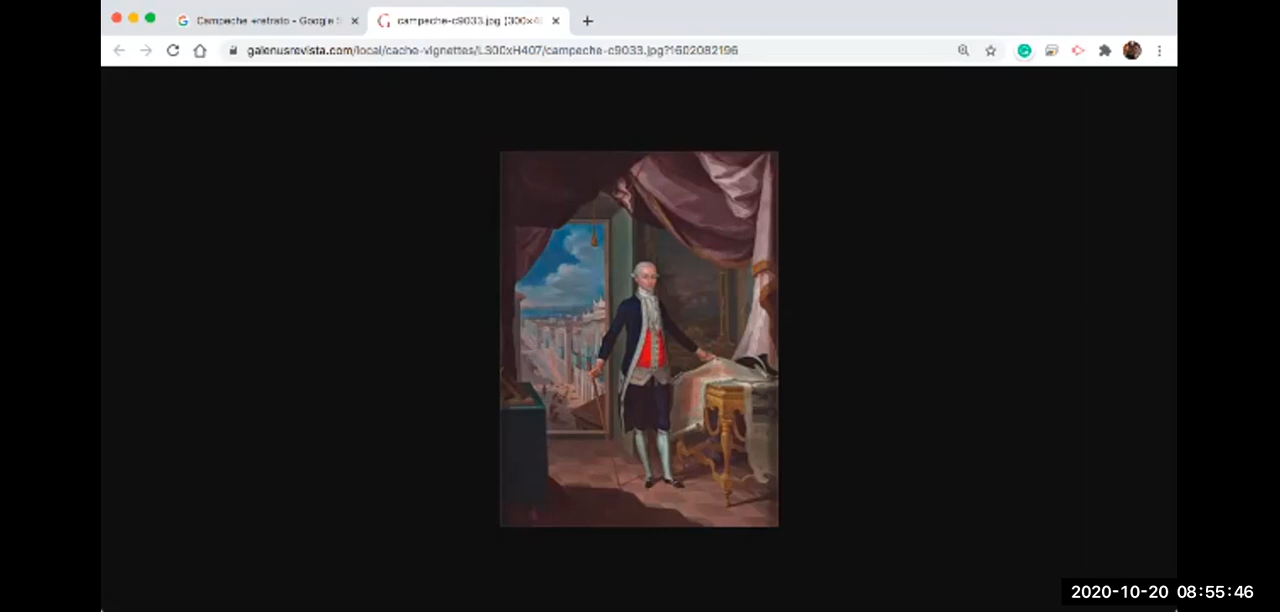 Campeche +retrato - Google S
campeche-c9033.jpg (300×4
galenusrevista.com/local/cache-vignettes/L300xH407/campeche-c9033.jpg?1602082196
2020-10-20 08:55:46